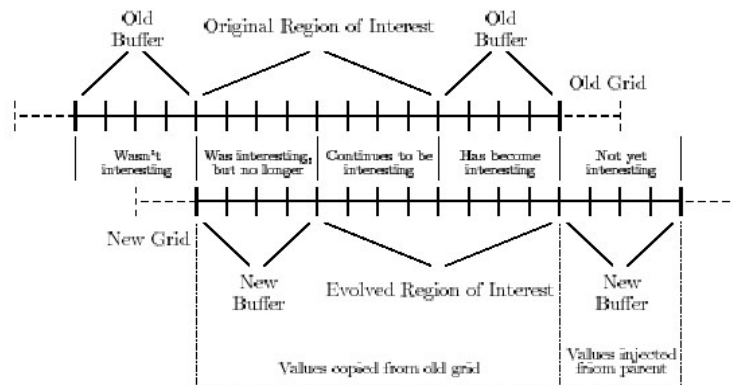 Old
Buffer
Original Region of Interest
Old
Buffer
Old Grid
Wasn't
interesting
Was interesting,
but no longer
Continues to be
interesting
Has become
interesting
Not yet
interesting
New Grid
New
Buffer
Evolved Region of Interest
New
Buffer
Values copied from old grid
Values injected
from parent